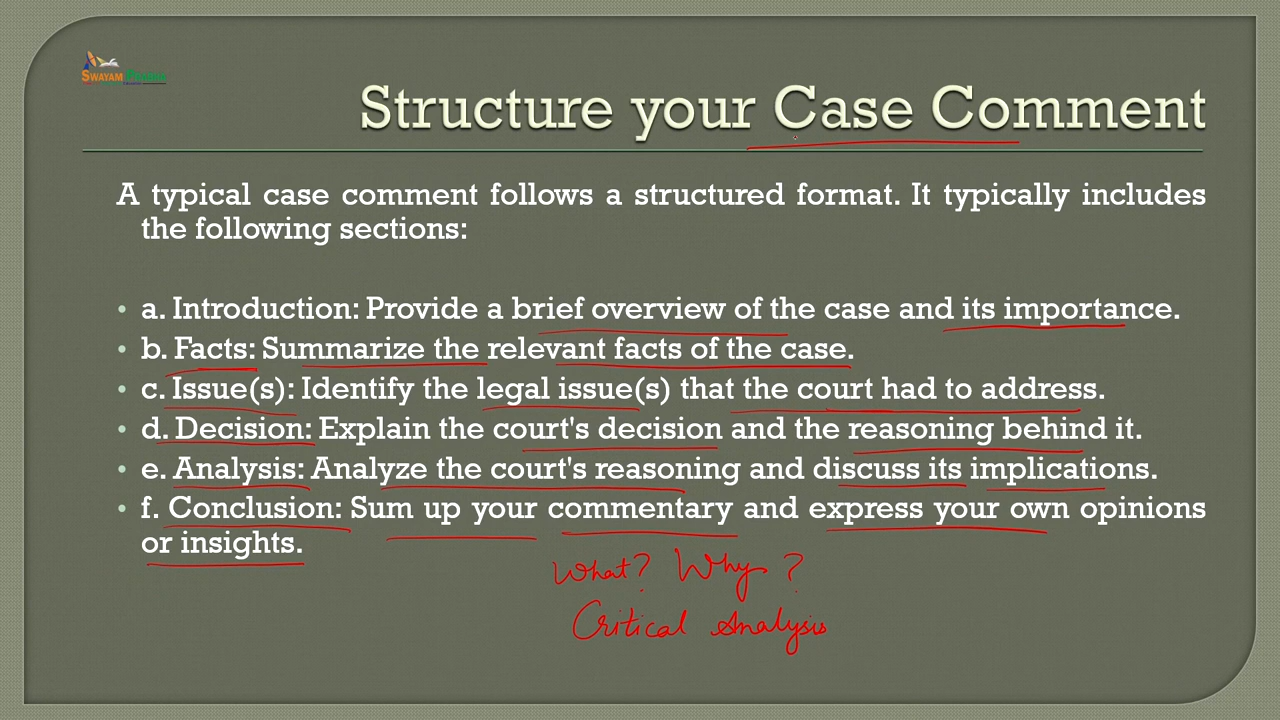 SWAYAM PRABHA
Structure your Case Comment
A typical case comment follows a structured format. It typically includes
the following sections:
• a. Introduction: Provide a brief overview of the case and its importance.
• b. Facts: Summarize the relevant facts of the case.
• c. Issue(s): Identify the legal issue(s) that the court had to address.
• d. Decision: Explain the court's decision and the reasoning behind it.
• e. Analysis: Analyze the court's reasoning and discuss its implications.
• f. Conclusion: Sum up your commentary and express your own opinions
or insights.
What? Why ?
Critical Analysis